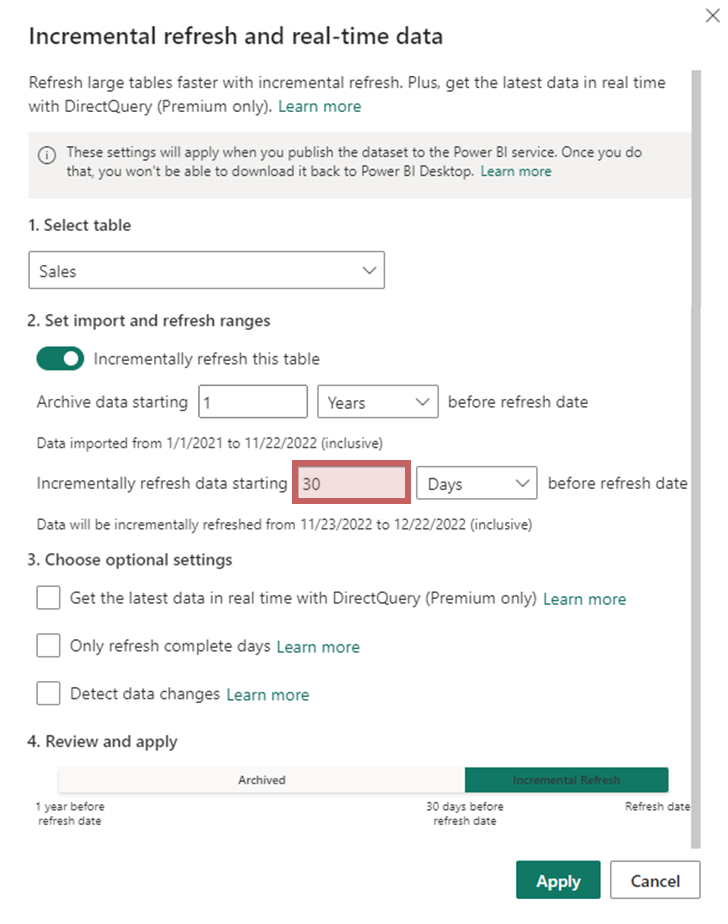 Incremental refresh and real-time data
Refresh large tables faster with incremental refresh. Plus, get the latest data in real time
with DirectQuery (Premium only). Learn more
These settings will apply when you publish the dataset to the Power BI service. Once you do
that, you won't be able to download it back to Power BI Desktop. Learn more
1. Select table
Sales
2. Set import and refresh ranges
Incrementally refresh this table
Archive data starting 1 Years before refresh date
Data imported from 1/1/2021 to 11/22/2022 (inclusive)
Incrementally refresh data starting 30 Days before refresh date
Data will be incrementally refreshed from 11/23/2022 to 12/22/2022 (inclusive)
3. Choose optional settings
Get the latest data in real time with DirectQuery (Premium only) Learn more
Only refresh complete days Learn more
Detect data changes Learn more
4. Review and apply
Archived Incremental Refresh
1 year before 30 days before Refresh date
refresh date refresh date
Apply Cancel